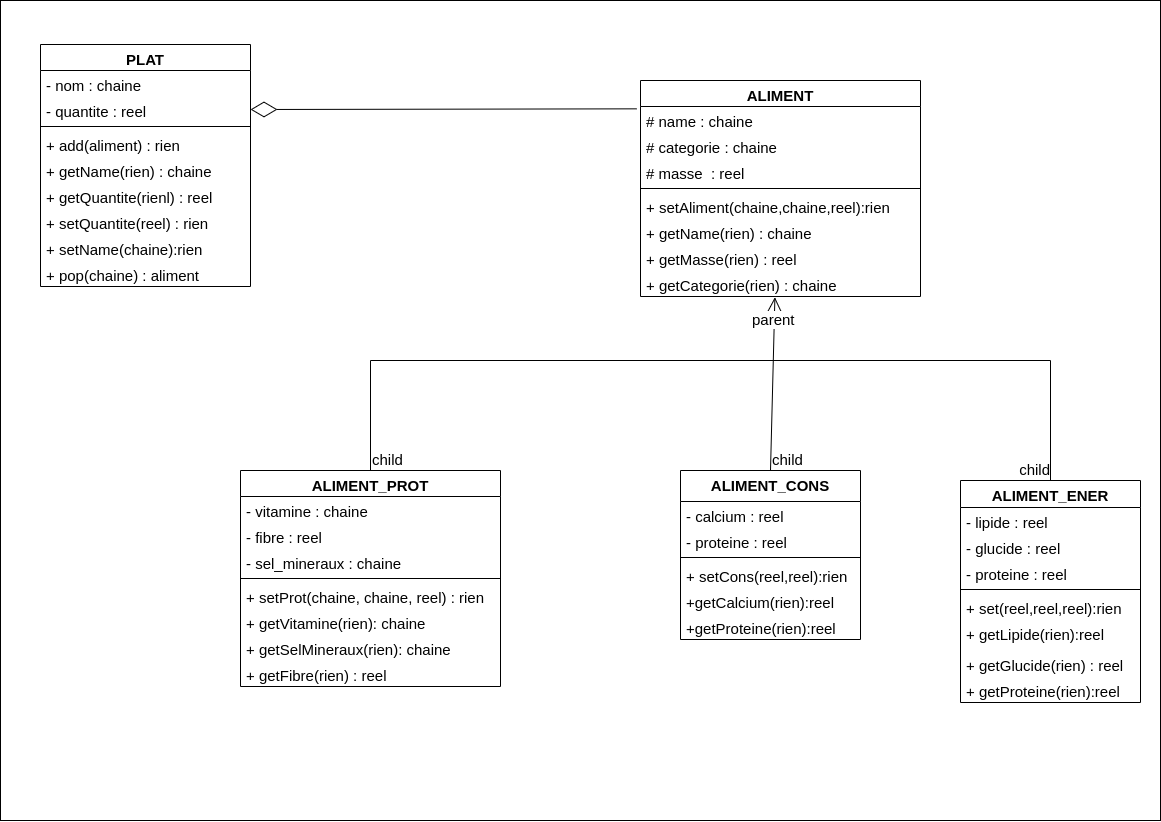 PLAT
- nom : chaine
- quantite : reel
+ add(aliment) : rien
+ getName(rien) : chaine
+ getQuantite(rienl) : reel
+ setQuantite(reel) : rien
+ setName(chaine):rien
+ pop(chaine) : aliment
ALIMENT
# name : chaine
# categorie : chaine
# masse  : reel
+ setAliment(chaine,chaine,reel):rien
+ getName(rien) : chaine
+ getMasse(rien) : reel
+ getCategorie(rien) : chaine
parent
child
child
child
ALIMENT_PROT
- vitamine : chaine
- fibre : reel
- sel_mineraux : chaine
+ setProt(chaine, chaine, reel) : rien
+ getVitamine(rien): chaine
+ getSelMineraux(rien): chaine
+ getFibre(rien) : reel
ALIMENT_CONS
- calcium : reel
- proteine : reel
+ setCons(reel,reel):rien
+getCalcium(rien):reel
+getProteine(rien):reel
ALIMENT_ENER
- lipide : reel
- glucide : reel
- proteine : reel
+ set(reel,reel,reel):rien
+ getLipide(rien):reel
+ getGlucide(rien) : reel
+ getProteine(rien):reel